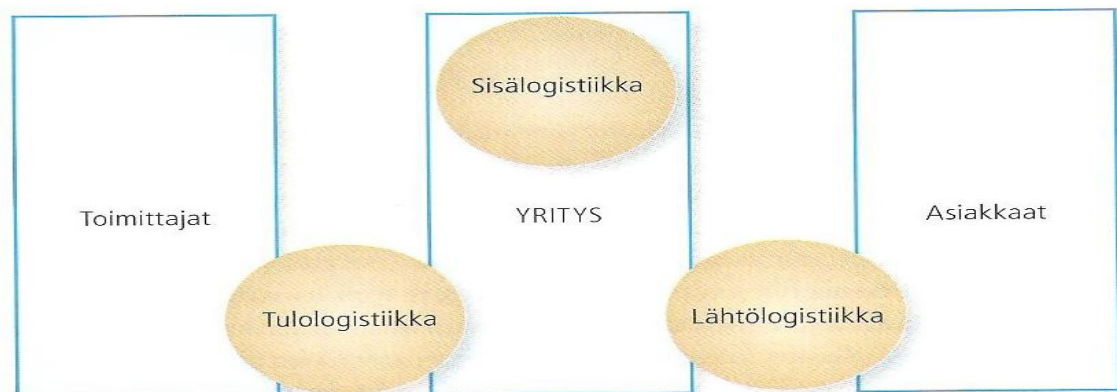 Sisälogistiikka
Toimittajat
YRITYS
Asiakkaat
Tulologistiikka
Lähtölogistiikka